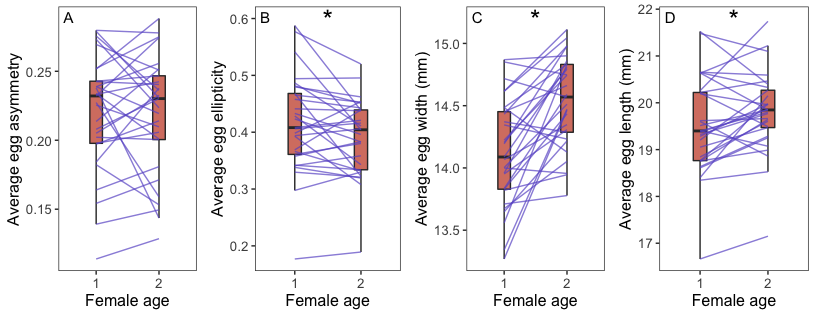 A
Average egg asymmetry
0.25
0.20
0.15
1
2
Female age
B
*
Average egg ellipticity
0.6
0.5
0.4
0.3
0.2
1
2
Female age
C
*
Average egg width (mm)
15.0
14.5
14.0
13.5
1
2
Female age
D
*
Average egg length (mm)
22
21
20
19
18
17
1
2
Female age